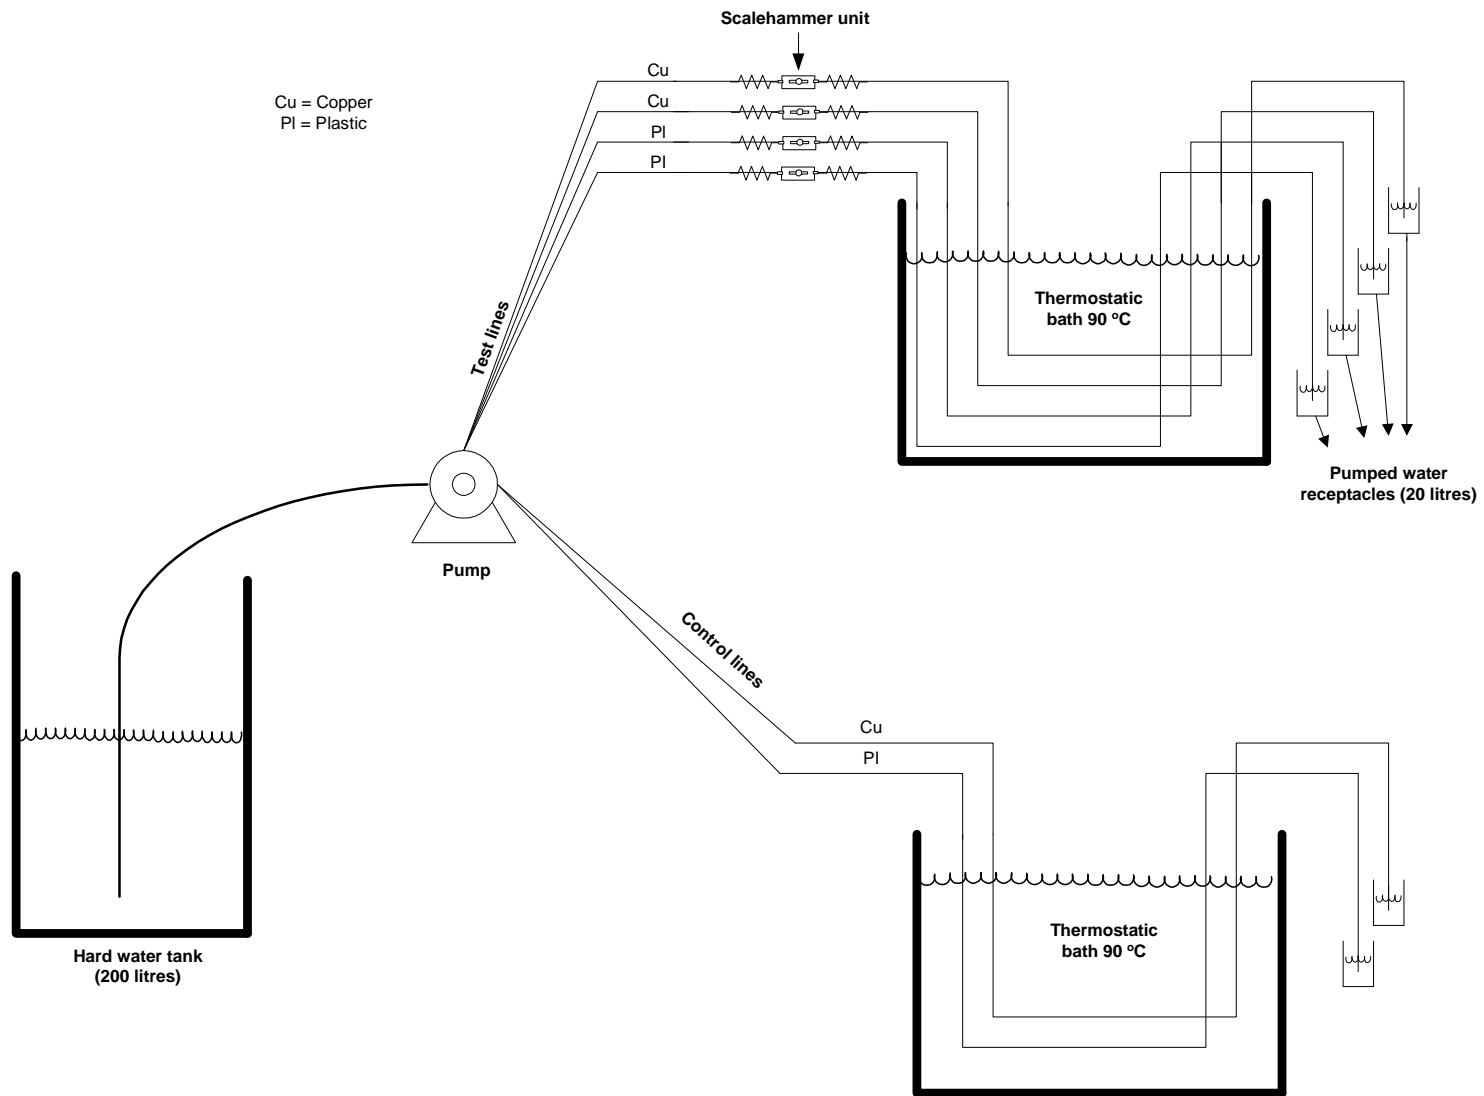 Scalehammer unit
Cu = Copper
Pl = Plastic
Cu
Cu
Pl
Pl
Test lines
Thermostatic
bath 90 ºC
Pumped water
receptacles (20 litres)
Pump
Control lines
Cu
Pl
Thermostatic
bath 90 ºC
Hard water tank
(200 litres)